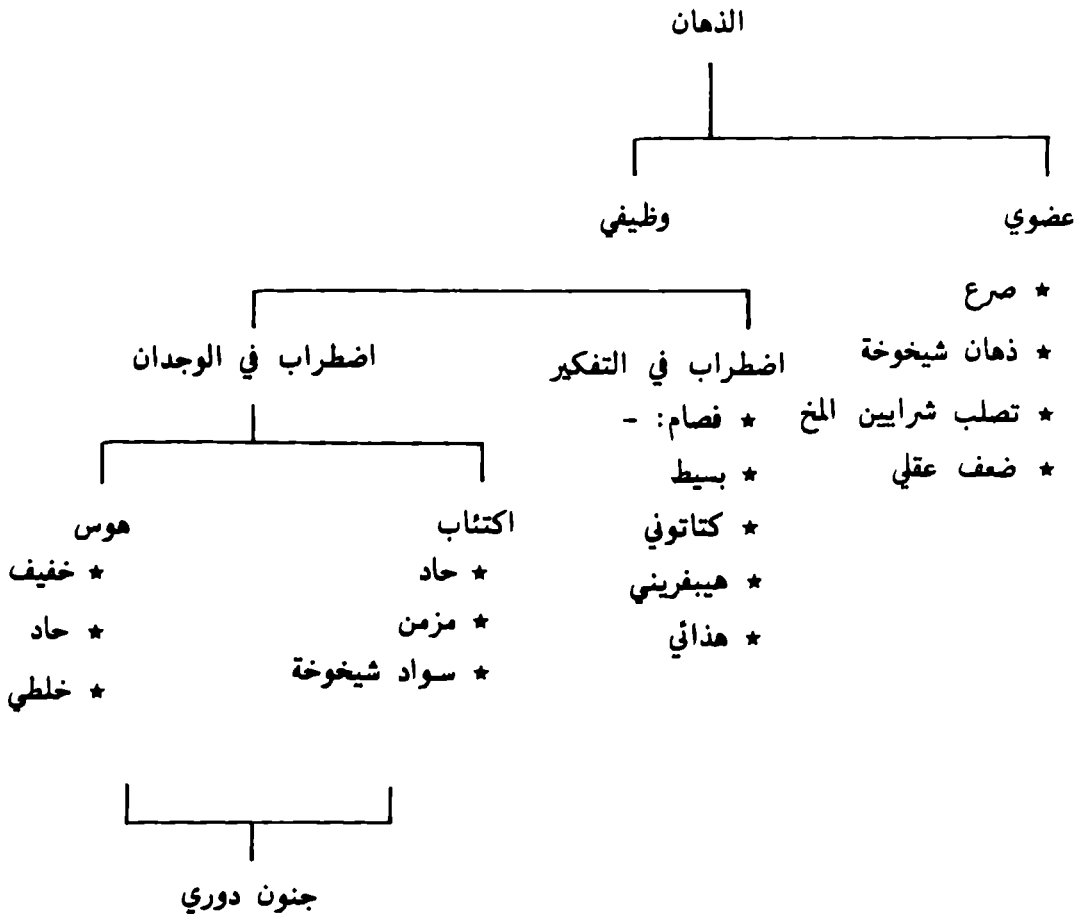 الذهان
عضوي
وظيفي
* صرع
* ذهان شيخوخة
* تصلب شرايين المخ
* ضعف عقلي
اضطراب في التفكير
* فصام: -
* بسيط
* كتاتوني
* هيبفريني
* هذائي
اضطراب في الوجدان
اكتئاب
* حاد
* مزمن
* سواد شيخوخة
هوس
* خفيف
* حاد
* خلطي
جنون دوري